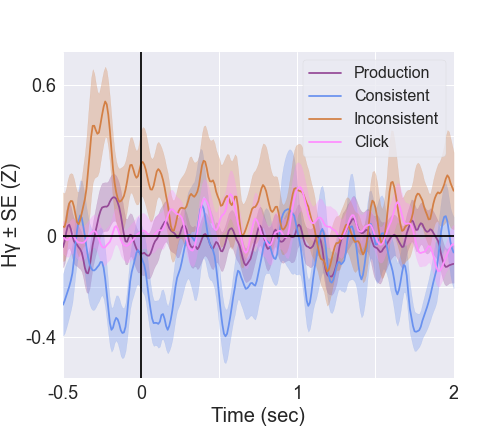 Production
Consistent
Inconsistent
Click
0.6
0
-0.4
Hγ ± SE (Z)
-0.5 0 1 2
Time (sec)